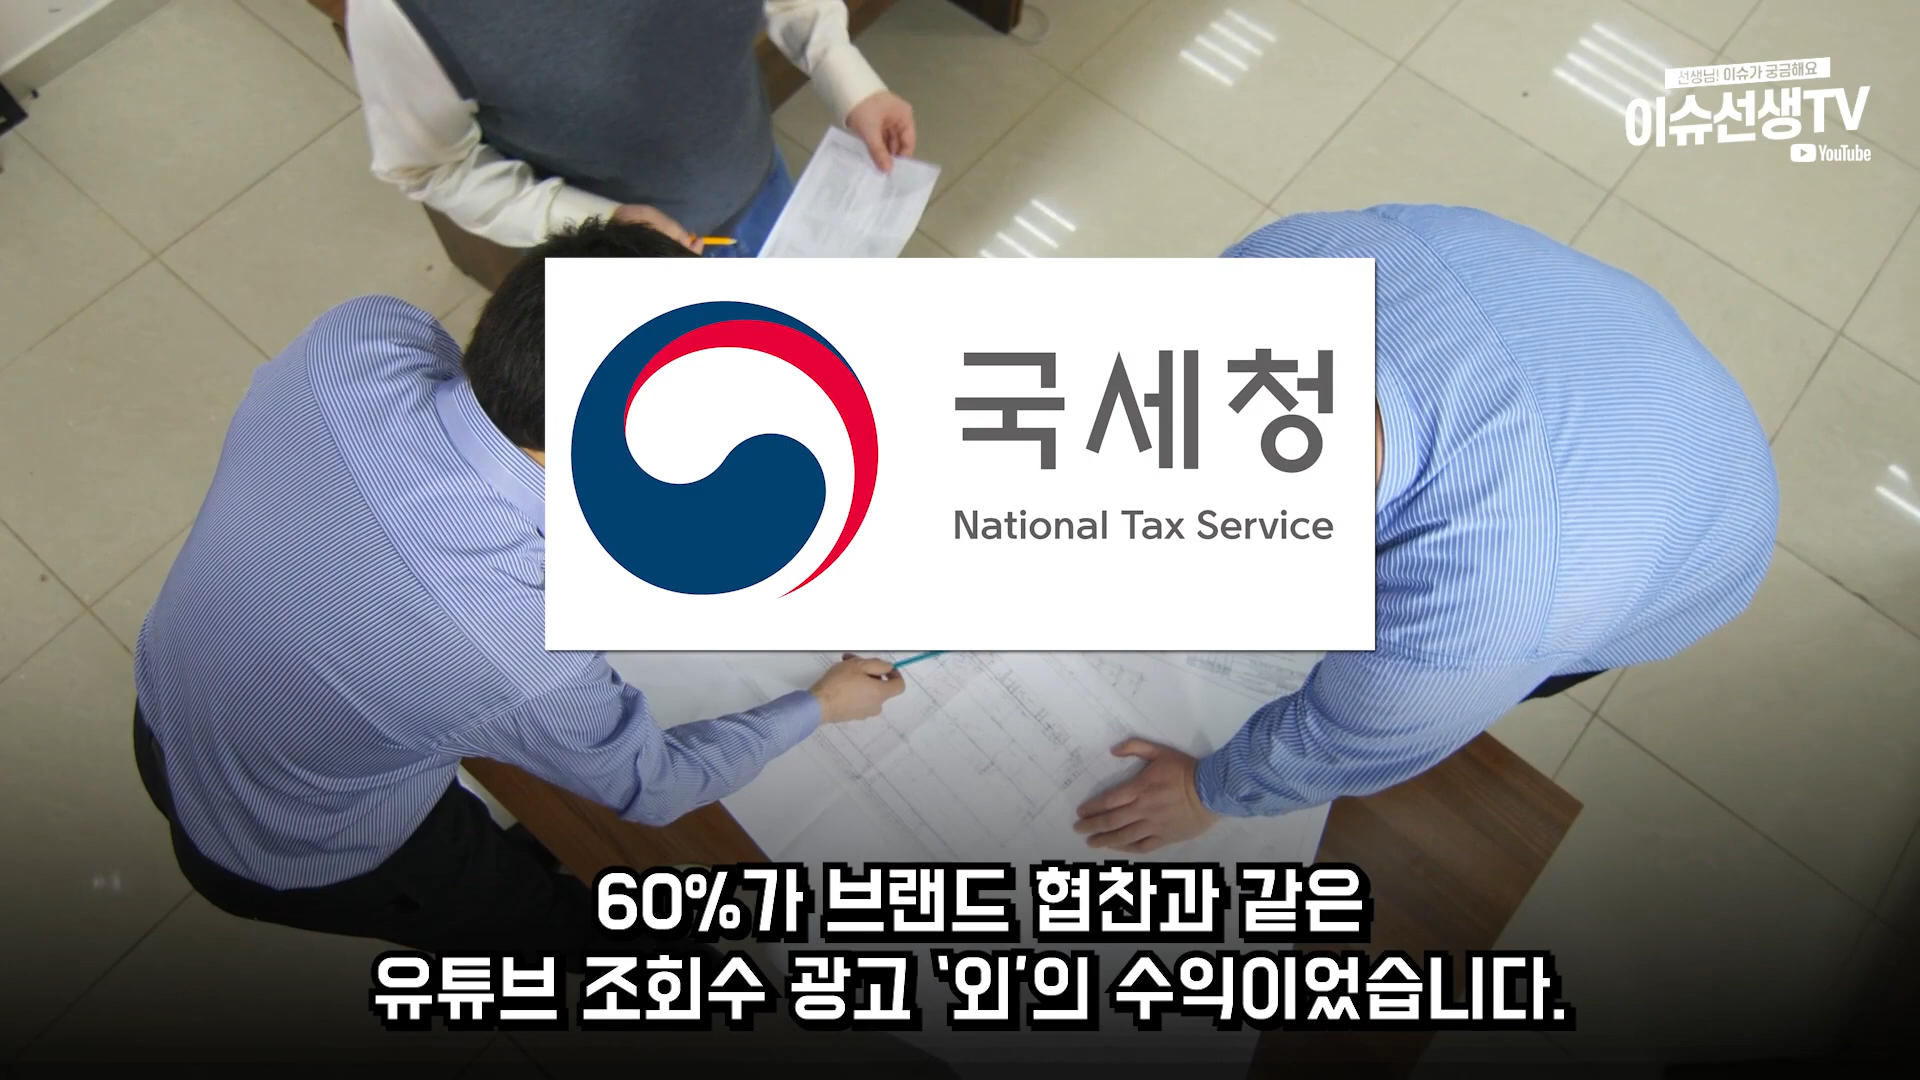 선생님! 이슈가 궁금해요
이슈선생TV
YouTube
국세청
National Tax Service
60%가 브랜드 협찬과 같은
유튜브 조회수 광고 '외'의 수익이었습니다.